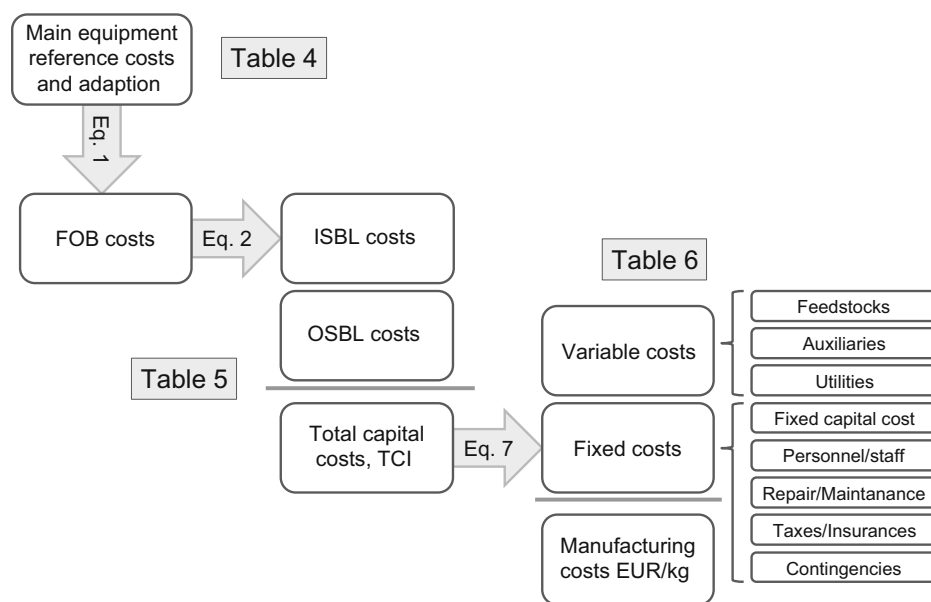 Main equipment
reference costs
and adaption
Table 4
Eq. 1
FOB costs
Eq. 2
ISBL costs
OSBL costs
Table 5
Total capital
costs, TCI
Eq. 7
Table 6
Variable costs
Feedstocks
Auxiliaries
Utilities
Fixed costs
Fixed capital cost
Personnel/staff
Repair/Maintanance
Taxes/Insurances
Contingencies
Manufacturing
costs EUR/kg